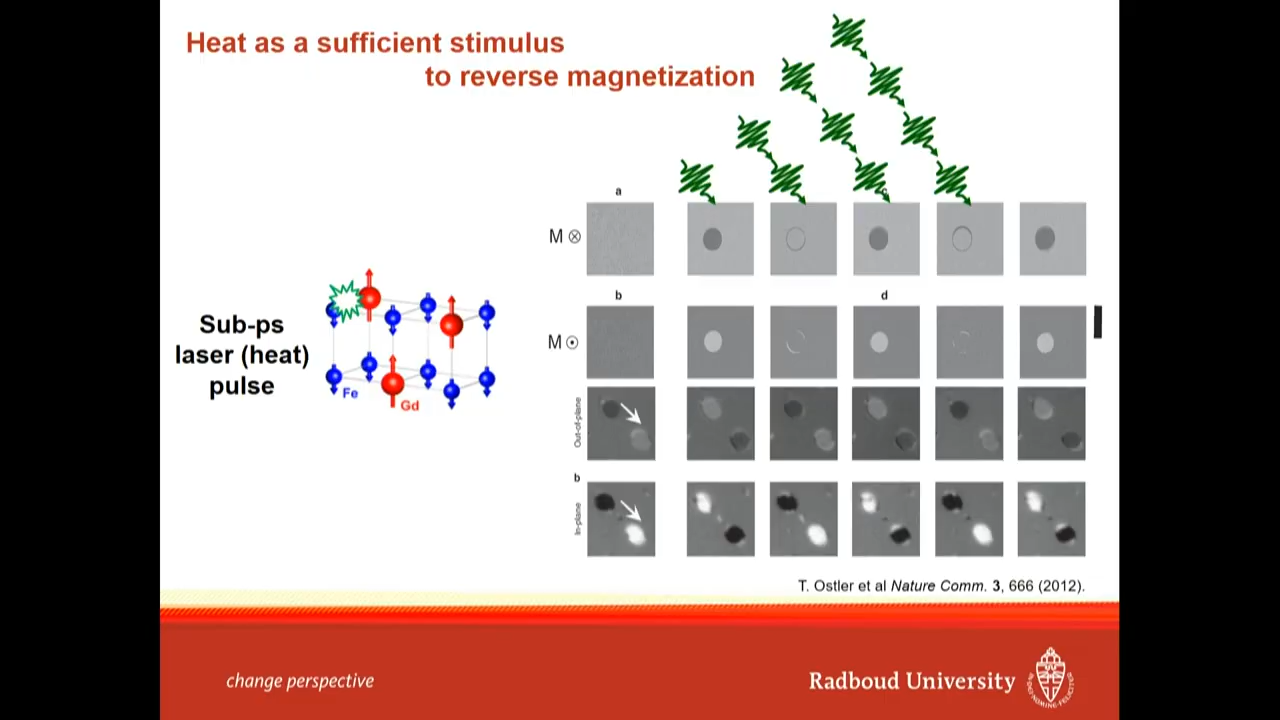 Heat as a sufficient stimulus
to reverse magnetization
a
c
M ⊗
Sub-ps
laser (heat)
pulse
Fe
Gd
b
d
M ⊙
Out-of-plane
b
In-plane
T. Ostler et al Nature Comm. 3, 666 (2012).
change perspective
Radboud University